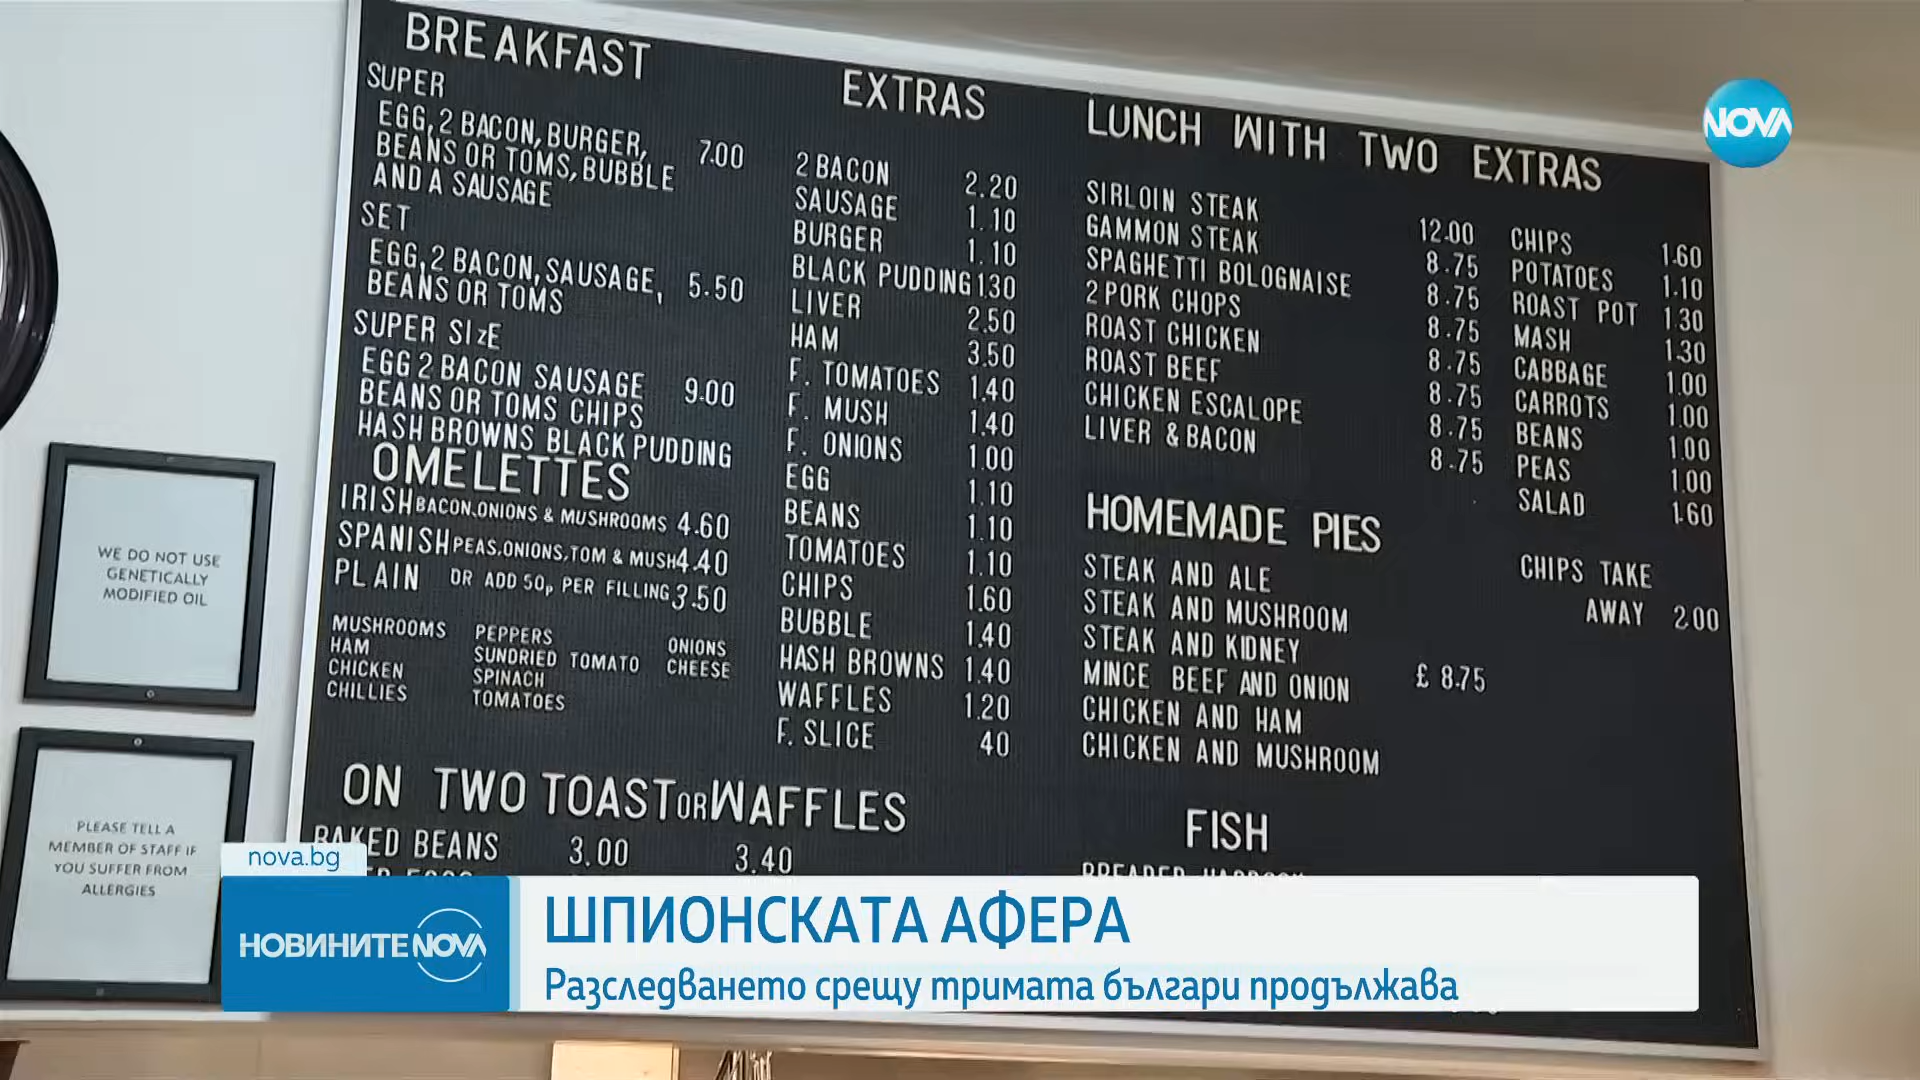 BREAKFAST
SUPER
EGG, 2 BACON, BURGER, 7.00
BEANS OR TOMS, BUBBLE
AND A SAUSAGE
SET
EGG, 2 BACON, SAUSAGE, 5.50
BEANS OR TOMS
SUPER SIzE
EGG 2 BACON SAUSAGE 9.00
BEANS OR TOMS CHIPS
HASH BROWNS BLACK PUDDING
OMELETTES
IRISH BACON.ONIONS & MUSHROOMS 4.60
SPANISH PEAS.ONIONS.TOM & MUSH 4.40
PLAIN OR ADD 50p PER FILLING 3.50
MUSHROOMS PEPPERS ONIONS
HAM SUNDRIED TOMATO CHEESE
CHICKEN SPINACH
CHILLIES TOMATOES
ON TWO TOAST OR WAFFLES
BAKED BEANS 3.00 3.40
EXTRAS
2 BACON 2.20
SAUSAGE 1.10
BURGER 1.10
BLACK PUDDING 1.30
LIVER 2.50
HAM 3.50
F. TOMATOES 1.40
F. MUSH 1.40
F. ONIONS 1.00
EGG 1.10
BEANS 1.10
TOMATOES 1.10
CHIPS 1.60
BUBBLE 1.40
HASH BROWNS 1.40
WAFFLES 1.20
F. SLICE 40
LUNCH WITH TWO EXTRAS
SIRLOIN STEAK 12.00
GAMMON STEAK 8.75
SPAGHETTI BOLOGNAISE 8.75
2 PORK CHOPS 8.75
ROAST CHICKEN 8.75
ROAST BEEF 8.75
CHICKEN ESCALOPE 8.75
LIVER & BACON 8.75
CHIPS 1.60
POTATOES 1.10
ROAST POT 1.30
MASH 1.30
CABBAGE 1.00
CARROTS 1.00
BEANS 1.00
PEAS 1.00
SALAD 1.60
CHIPS TAKE
AWAY 2.00
HOMEMADE PIES
STEAK AND ALE
STEAK AND MUSHROOM
STEAK AND KIDNEY
MINCE BEEF AND ONION £ 8.75
CHICKEN AND HAM
CHICKEN AND MUSHROOM
FISH
WE DO NOT USE
GENETICALLY
MODIFIED OIL
PLEASE TELL A
MEMBER OF STAFF IF
YOU SUFFER FROM
ALLERGIES
NOVA
nova.bg
НОВИНИТЕ NOVA
ШПИОНСКАТА АФЕРА
Разследването срещу тримата българи продължава